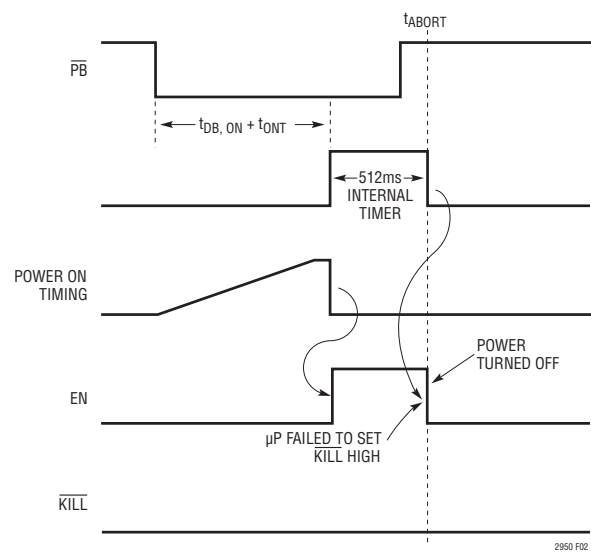 tABORT
PB
tDB, ON + tONT
512ms
INTERNAL
TIMER
POWER ON
TIMING
POWER
TURNED OFF
EN
µP FAILED TO SET
KILL HIGH
KILL
2950 F02